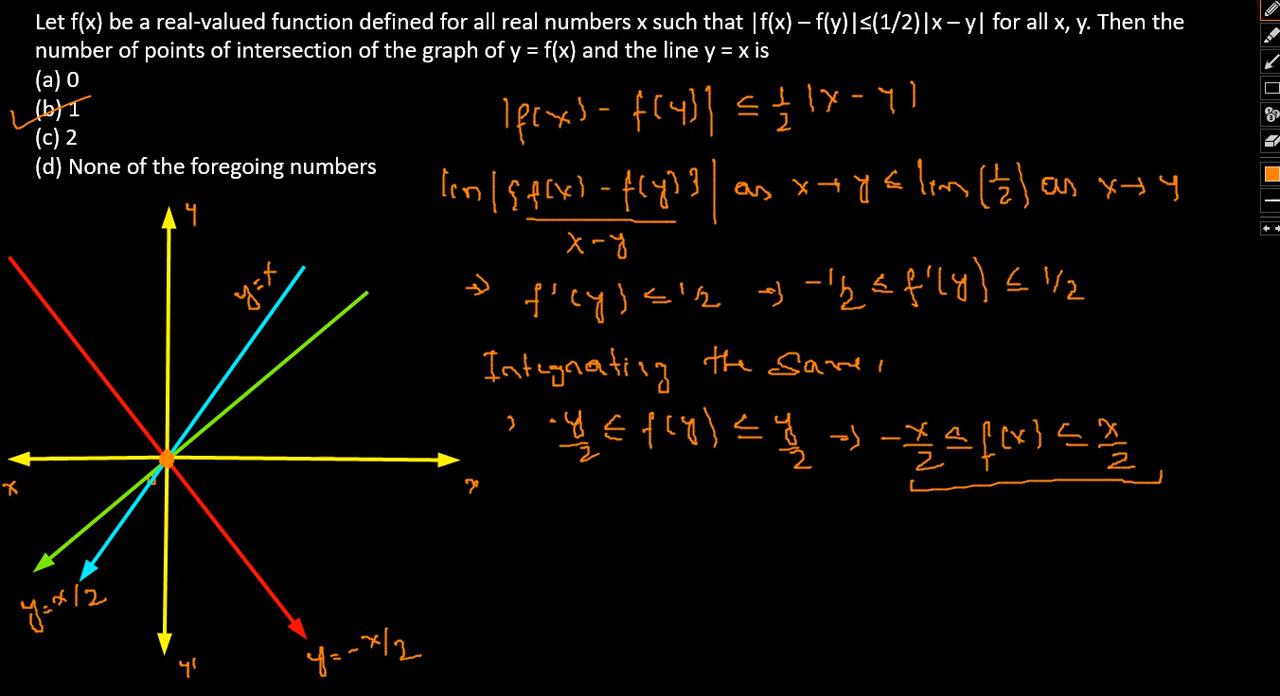 Let f(x) be a real-valued function defined for all real numbers x such that |f(x) – f(y)|≤(1/2)|x – y| for all x, y. Then the
number of points of intersection of the graph of y = f(x) and the line y = x is
(a) 0
(b) 1
(c) 2
(d) None of the foregoing numbers
|f(x) - f(y)| ≤ 1/2 |x - y|
lim |{f(x) - f(y)}/(x-y)| as x→y ≤ lim(1/2) as x→y
⇒ f'(y) ≤ 1/2 ⇒ -1/2 ≤ f'(y) ≤ 1/2
Integrating the same,
-y/2 ≤ f(y) ≤ y/2 ⇒ -x/2 ≤ f(x) ≤ x/2
y
x
x
y'
y=x/2
y=-x/2